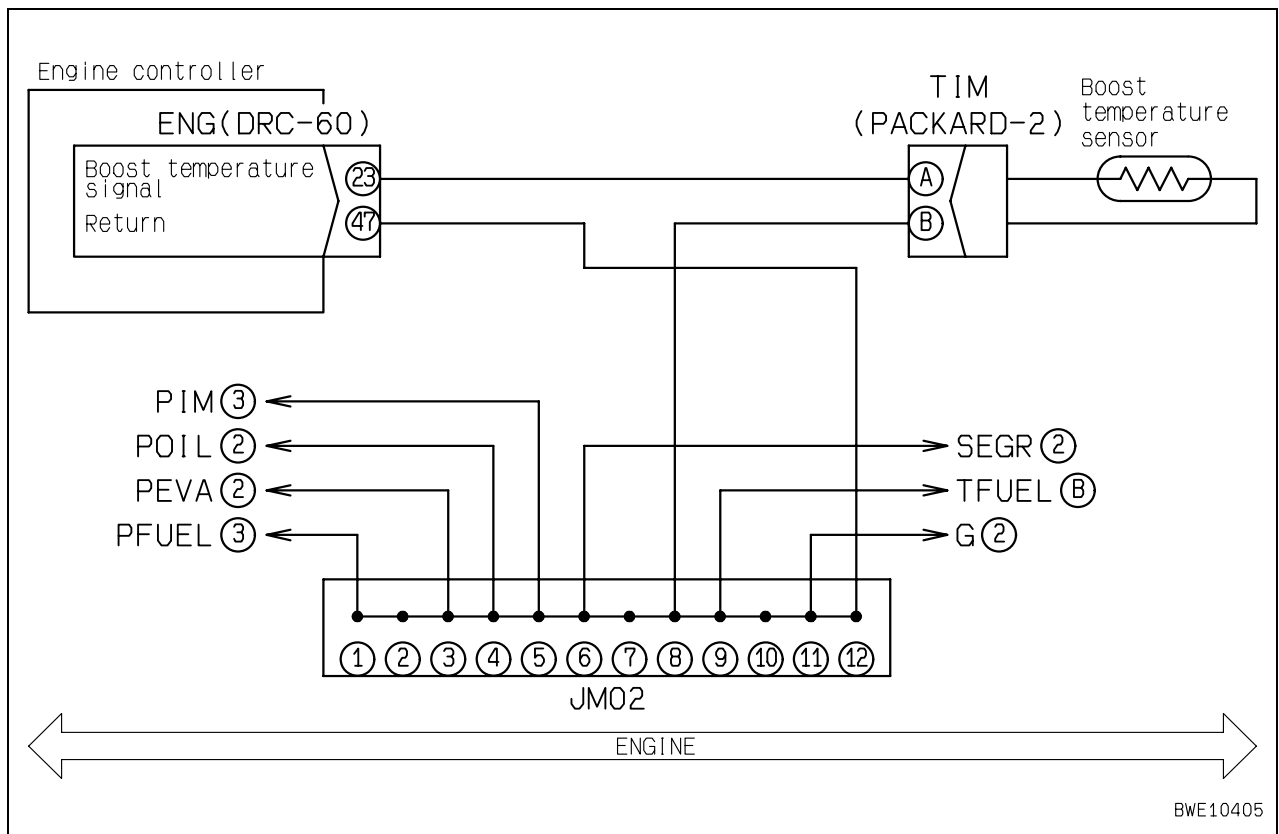 Engine controller
ENG(DRC-60)
Boost temperature
signal
Return
23
47
TIM
(PACKARD-2)
A
B
Boost
temperature
sensor
PIM 3
POIL 2
PEVA 2
PFUEL 3
SEGR 2
TFUEL B
G 2
1 2 3 4 5 6 7 8 9 10 11 12
JM02
ENGINE
BWE10405